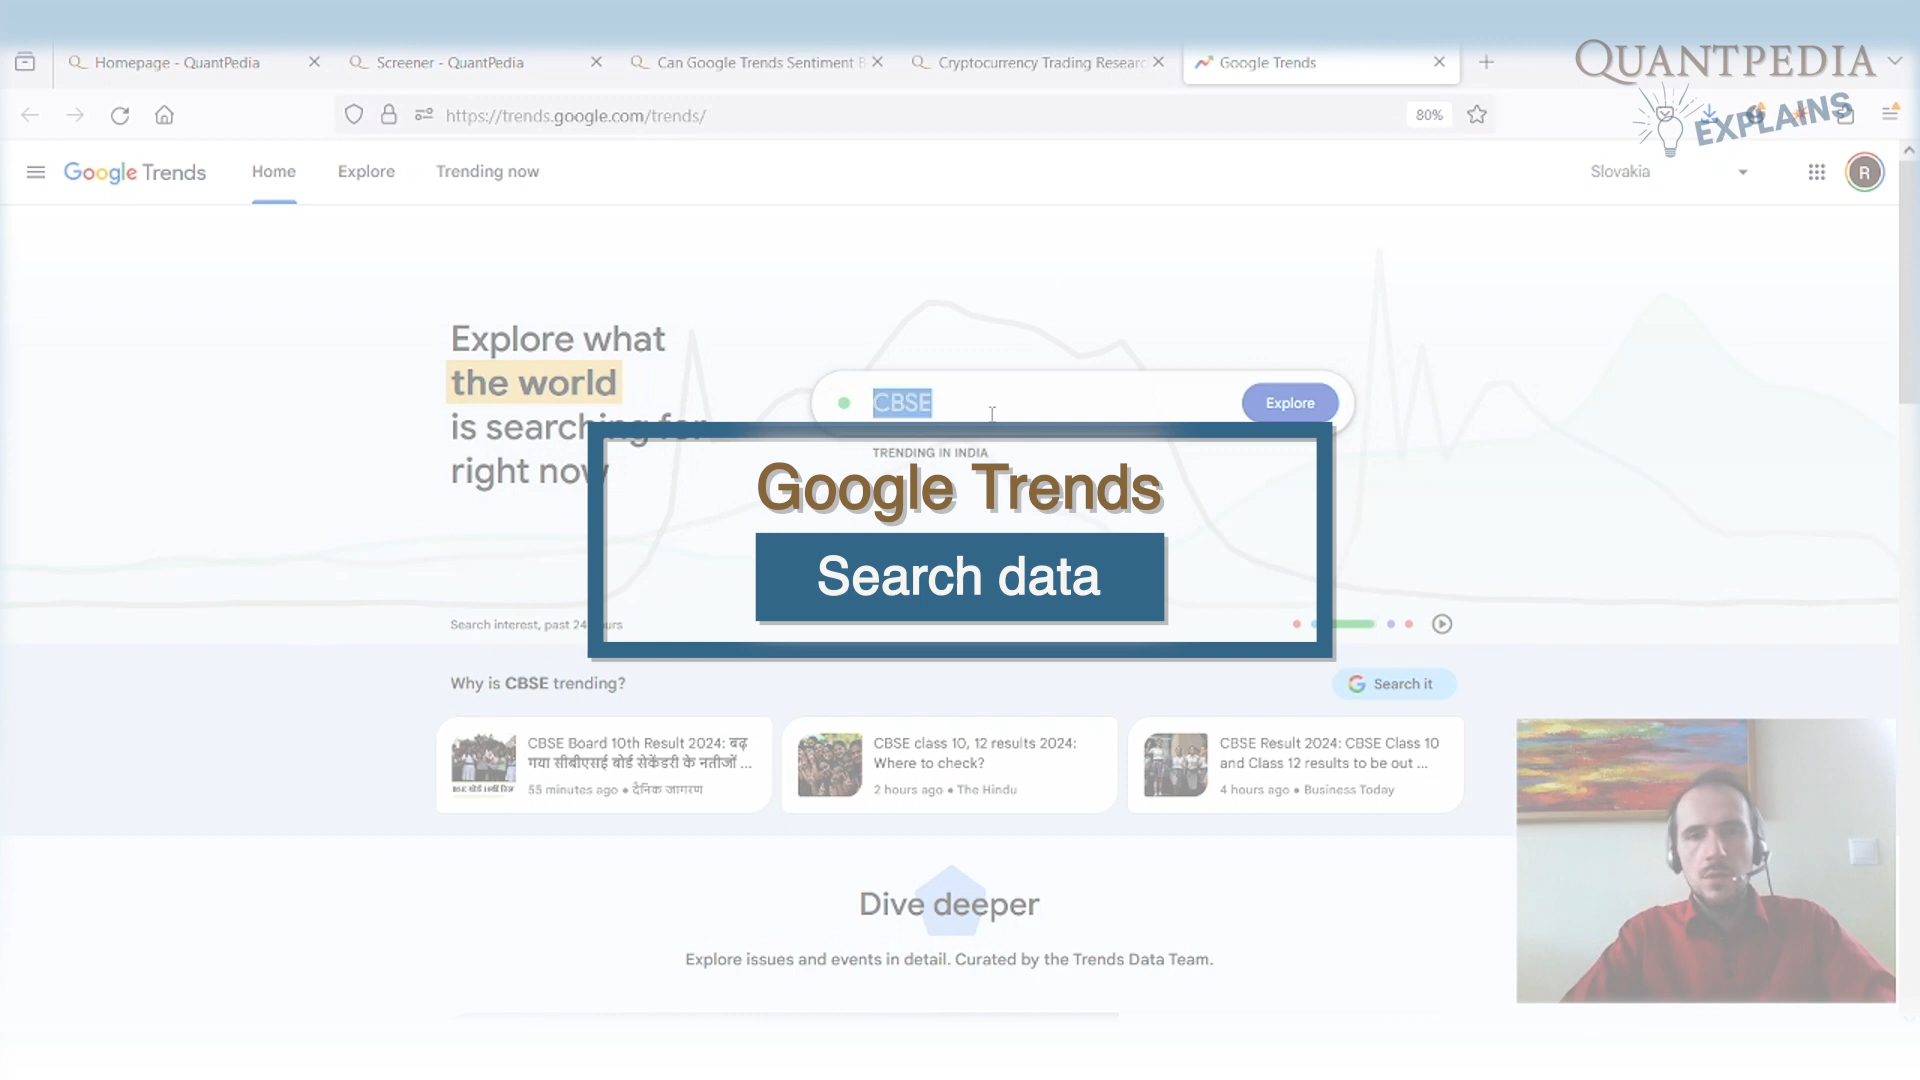 Homepage - QuantPedia
Screener - QuantPedia
Can Google Trends Sentiment B
Cryptocurrency Trading Researc
Google Trends
QUANTPEDIA
EXPLAINS
https://trends.google.com/trends/
80%
Google Trends
Home
Explore
Trending now
Slovakia
R
Explore what
the world
is searching for
right now
CBSE
Explore
TRENDING IN INDIA
Google Trends
Search data
Search interest, past 24 hours
Why is CBSE trending?
Search it
CBSE Board 10th Result 2024: बढ़
गया सीबीएसई बोर्ड सेकेंडरी के नतीजों ...
55 minutes ago • दैनिक जागरण
CBSE class 10, 12 results 2024:
Where to check?
2 hours ago • The Hindu
CBSE Result 2024: CBSE Class 10
and Class 12 results to be out ...
4 hours ago • Business Today
Dive deeper
Explore issues and events in detail. Curated by the Trends Data Team.